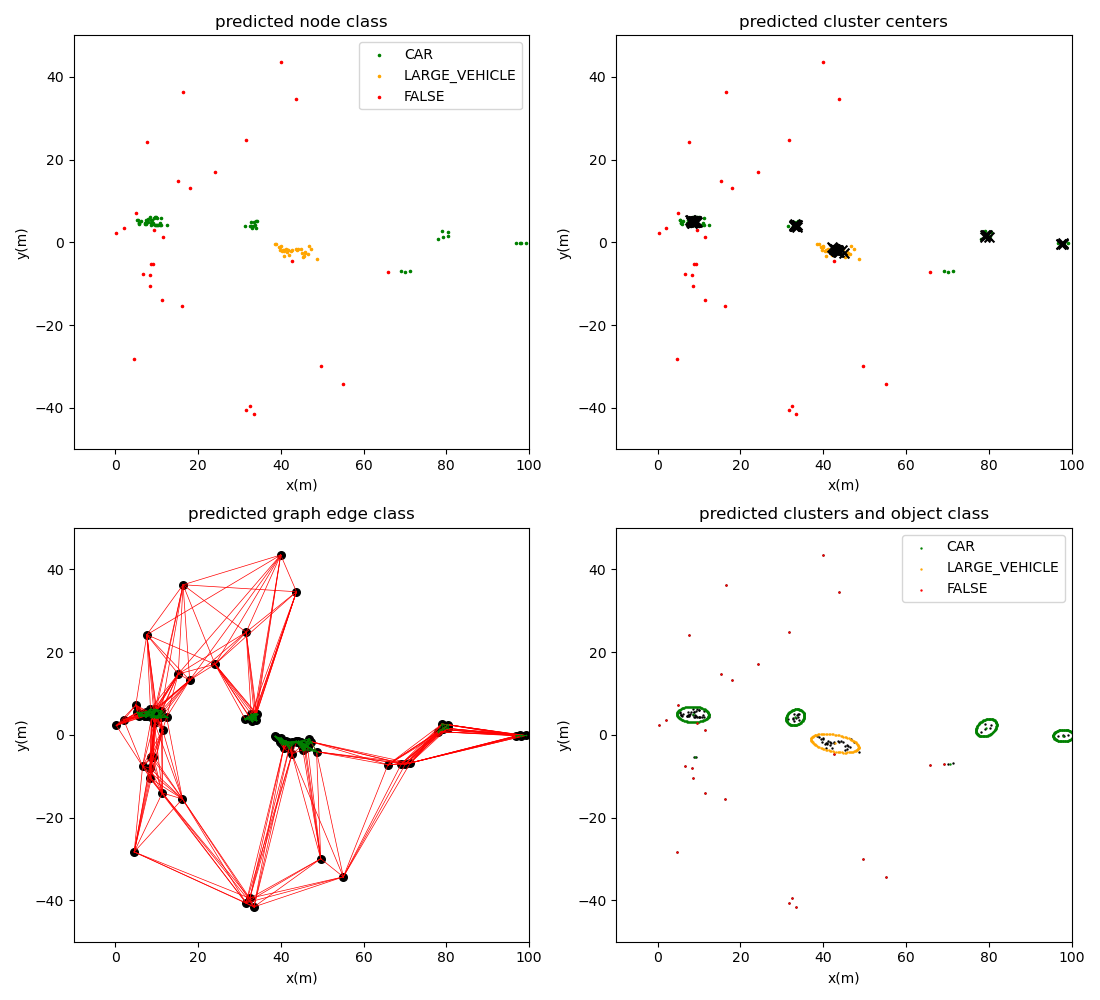 predicted node class
CAR
LARGE_VEHICLE
FALSE
40
20
0
−20
−40
y(m)
0 20 40 60 80 100
x(m)
predicted cluster centers
40
20
0
−20
−40
y(m)
0 20 40 60 80 100
x(m)
predicted graph edge class
40
20
0
−20
−40
y(m)
0 20 40 60 80 100
x(m)
predicted clusters and object class
CAR
LARGE_VEHICLE
FALSE
40
20
0
−20
−40
y(m)
0 20 40 60 80 100
x(m)